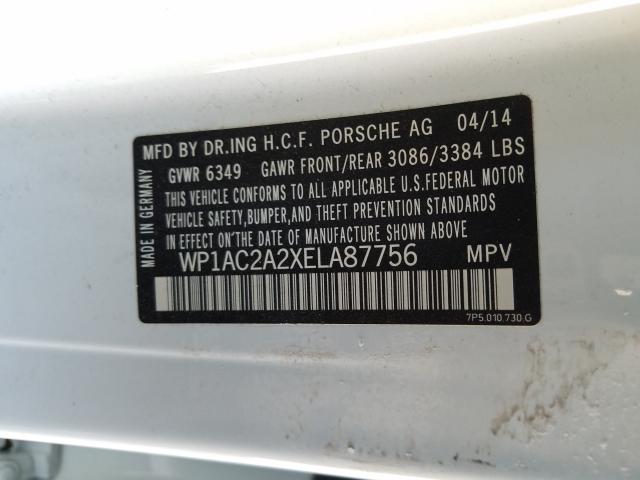 MFD BY DR.ING H.C.F. PORSCHE AG 04/14
GVWR 6349 GAWR FRONT/REAR 3086/3384 LBS
THIS VEHICLE CONFORMS TO ALL APPLICABLE U.S.FEDERAL MOTOR
VEHICLE SAFETY,BUMPER,AND THEFT PREVENTION STANDARDS
IN EFFECT ON THE DATE OF MANUFACTURE SHOWN ABOVE
WP1AC2A2XELA87756 MPV
7P5.010.730.G
MADE IN GERMANY